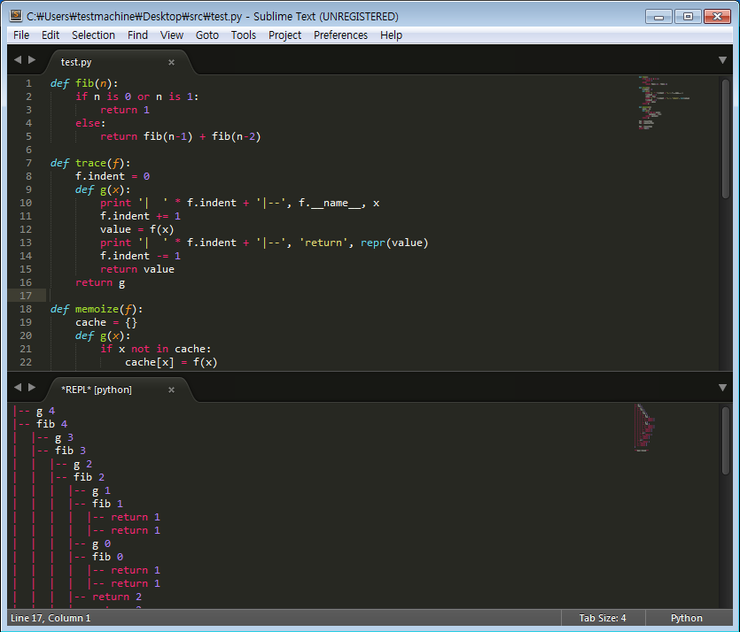 C:₩Users₩testmachine₩Desktop₩src₩test.py - Sublime Text (UNREGISTERED)
File Edit Selection Find View Goto Tools Project Preferences Help
test.py x
1 def fib(n):
2     if n is 0 or n is 1:
3         return 1
4     else:
5         return fib(n-1) + fib(n-2)
6
7 def trace(f):
8     f.indent = 0
9     def g(x):
10         print '|  ' * f.indent + '|--', f.__name__, x
11         f.indent += 1
12         value = f(x)
13         print '|  ' * f.indent + '|--', 'return', repr(value)
14         f.indent -= 1
15         return value
16     return g
17
18 def memoize(f):
19     cache = {}
20     def g(x):
21         if x not in cache:
22             cache[x] = f(x)
*REPL* [python] x
|-- g 4
|-- fib 4
|  |-- g 3
|  |-- fib 3
|  |  |-- g 2
|  |  |-- fib 2
|  |  |  |-- g 1
|  |  |  |-- fib 1
|  |  |  |  |-- return 1
|  |  |  |  |-- return 1
|  |  |  |-- g 0
|  |  |  |-- fib 0
|  |  |  |  |-- return 1
|  |  |  |  |-- return 1
|  |  |  |-- return 2
Line 17, Column 1 Tab Size: 4 Python